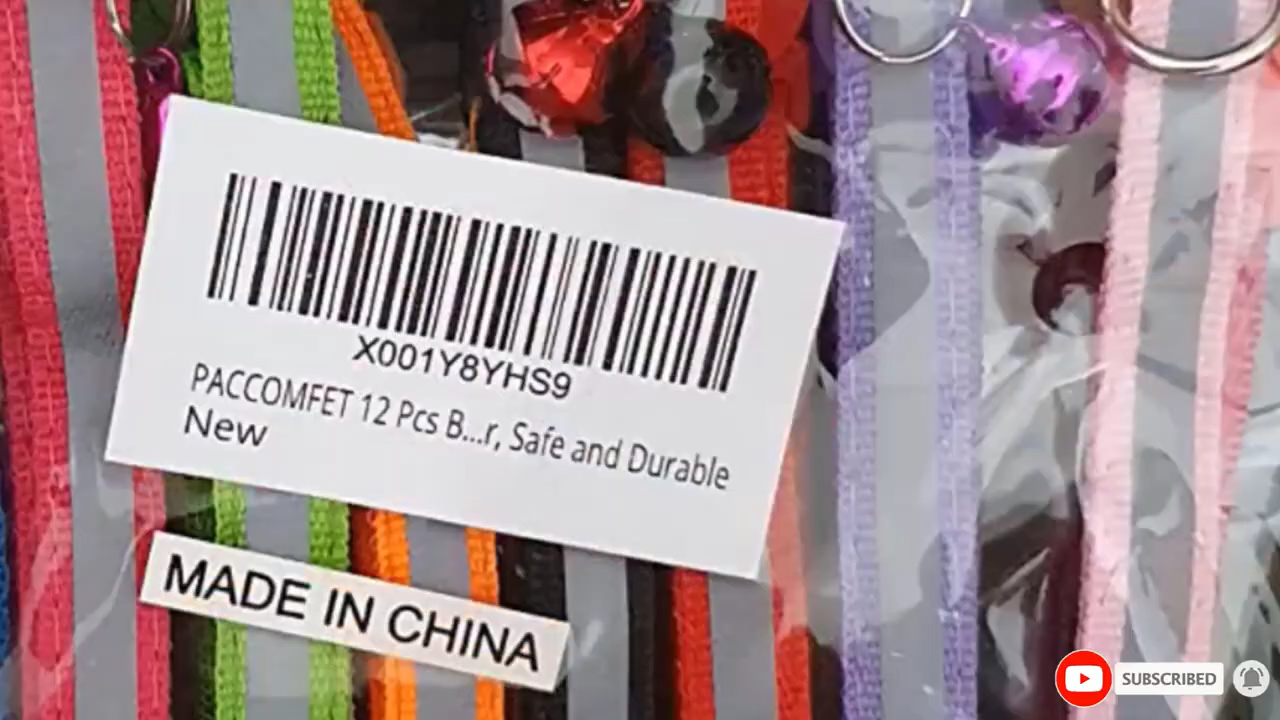 X001Y8YHS9
PACCOMFET 12 Pcs B...r, Safe and Durable
New
MADE IN CHINA
SUBSCRIBED